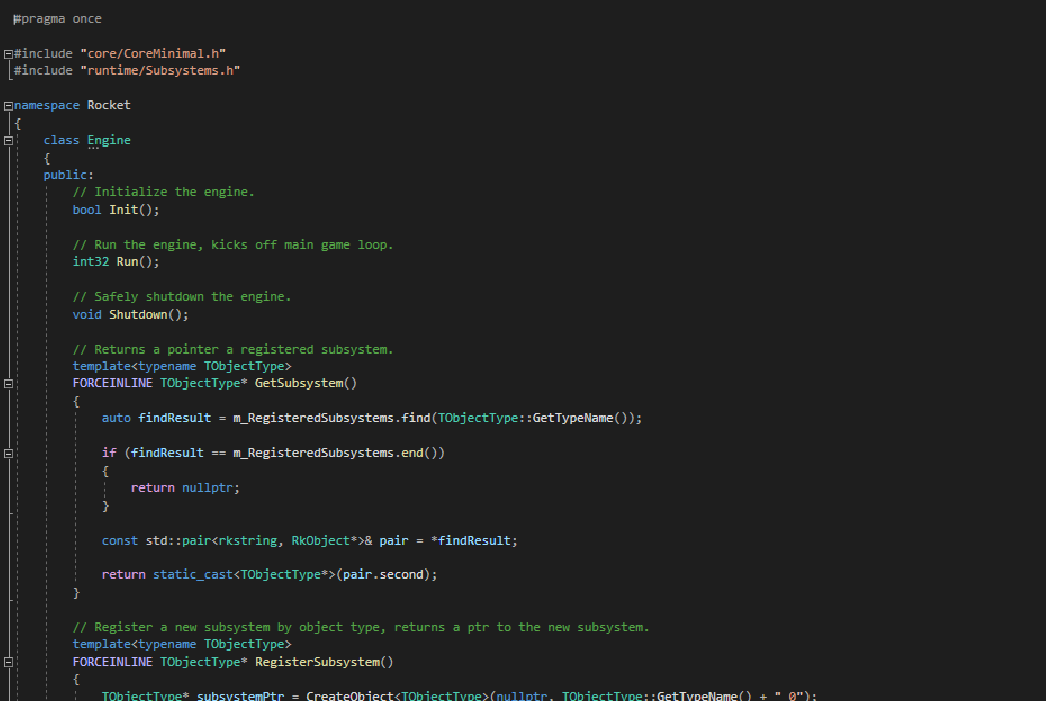 #pragma once
#include "core/CoreMinimal.h"
#include "runtime/Subsystems.h"
namespace Rocket
{
class Engine
{
public:
// Initialize the engine.
bool Init();
// Run the engine, kicks off main game loop.
int32 Run();
// Safely shutdown the engine.
void Shutdown();
// Returns a pointer a registered subsystem.
template<typename TObjectType>
FORCEINLINE TObjectType* GetSubsystem()
{
auto findResult = m_RegisteredSubsystems.find(TObjectType::GetTypeName());
if (findResult == m_RegisteredSubsystems.end())
{
return nullptr;
}
const std::pair<rkstring, RkObject*>& pair = *findResult;
return static_cast<TObjectType*>(pair.second);
}
// Register a new subsystem by object type, returns a ptr to the new subsystem.
template<typename TObjectType>
FORCEINLINE TObjectType* RegisterSubsystem()
{
TObjectType* subsystemPtr = CreateObject<TObjectType>(nullptr, TObjectType::GetTypeName() + "_0");